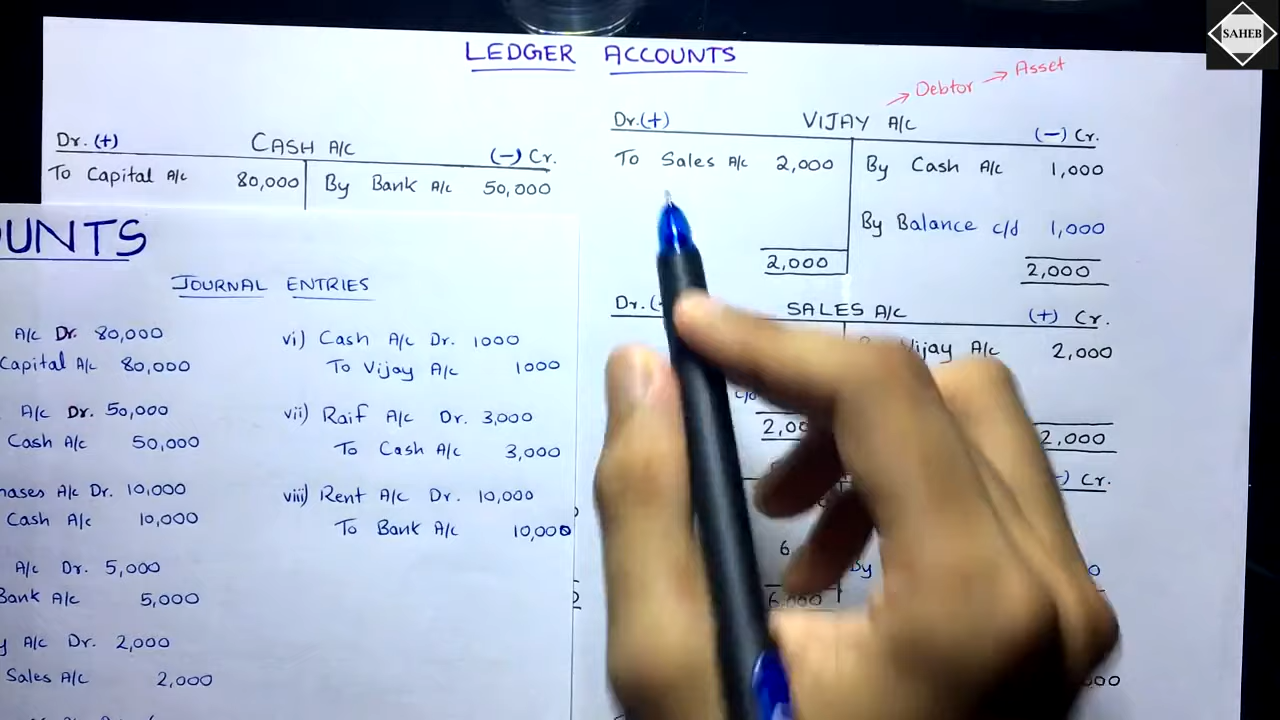 SAHEB
LEDGER ACCOUNTS
Debtor → Asset
Dr. (+) CASH A/c (-) Cr.
To Capital A/c 80,000 By Bank A/c 50,000
Dr.(+) VIJAY A/c (-) Cr.
To Sales A/c 2,000 By Cash A/c 1,000
By Balance c/d 1,000
2,000 2,000
Dr. SALES A/c (+) Cr.
Vijay A/c 2,000
c/d
2,000
Cr.
6
By
6,000
UNTS
JOURNAL ENTRIES
A/c Dr. 80,000
Capital A/c 80,000
A/c Dr. 50,000
Cash A/c 50,000
hases A/c Dr. 10,000
Cash A/c 10,000
A/c Dr. 5,000
Bank A/c 5,000
y A/c Dr. 2,000
Sales A/c 2,000
vi) Cash A/c Dr. 1000
To Vijay A/c 1000
vii) Raif A/c Dr. 3,000
To Cash A/c 3,000
viii) Rent A/c Dr. 10,000
To Bank A/c 10,000